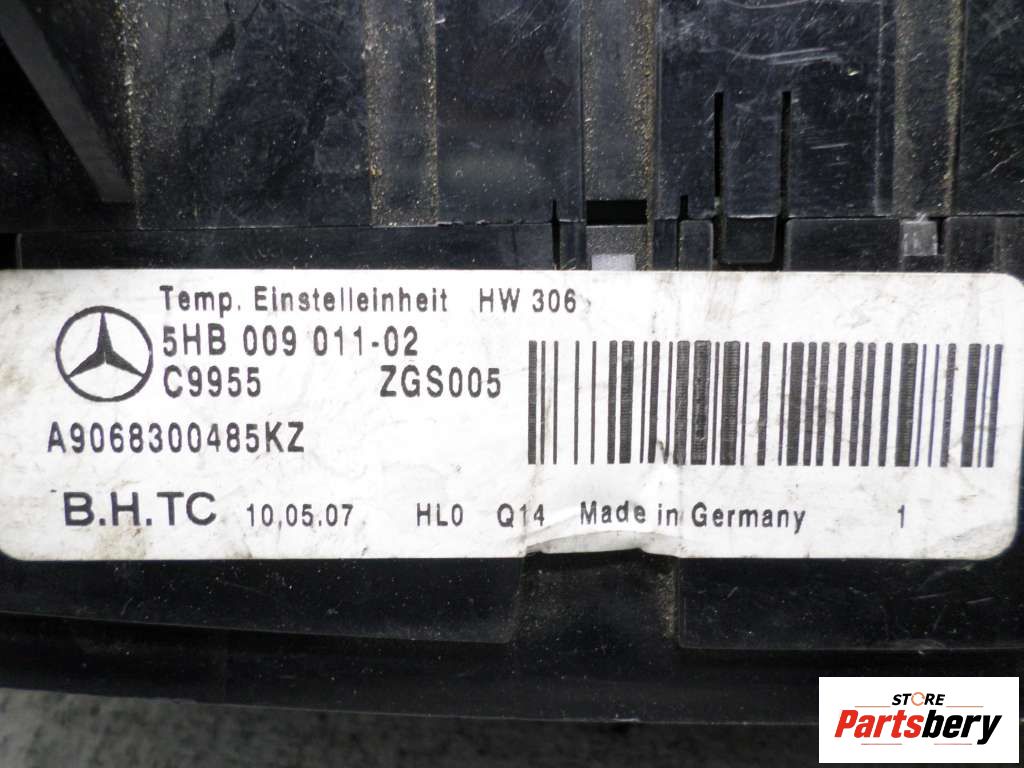 Temp. Einstelleinheit HW 306
5HB 009 011-02
C9955 ZGS005
A9068300485KZ
B.H.TC 10,05.07 HL0 Q14 Made in Germany 1
STORE
Partsbery